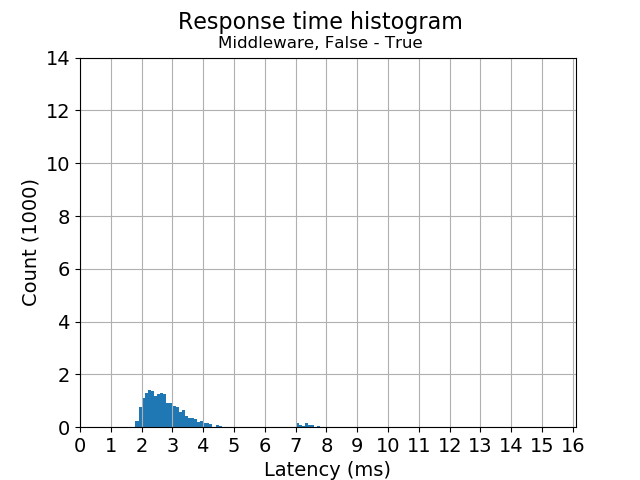 Response time histogram
Middleware, False - True
14
12
10
8
6
4
2
0
Count (1000)
0 1 2 3 4 5 6 7 8 9 10 11 12 13 14 15 16
Latency (ms)